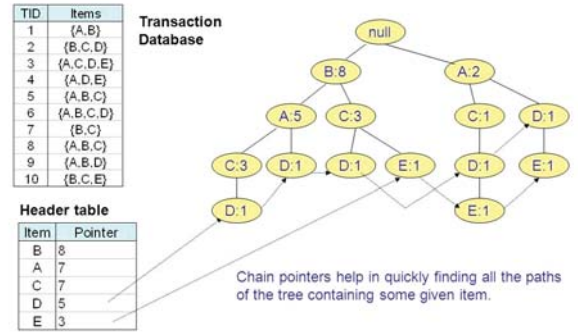 TID Items
1 {A,B}
2 {B,C,D}
3 {A,C,D,E}
4 {A,D,E}
5 {A,B,C}
6 {A,B,C,D}
7 {B,C}
8 {A,B,C}
9 {A,B,D}
10 {B,C,E}
Transaction
Database
null
B:8 A:2
A:5 C:3 C:1 D:1
C:3 D:1 D:1 E:1 D:1 E:1
D:1 E:1
Header table
Item Pointer
B 8
A 7
C 7
D 5
E 3
Chain pointers help in quickly finding all the paths
of the tree containing some given item.